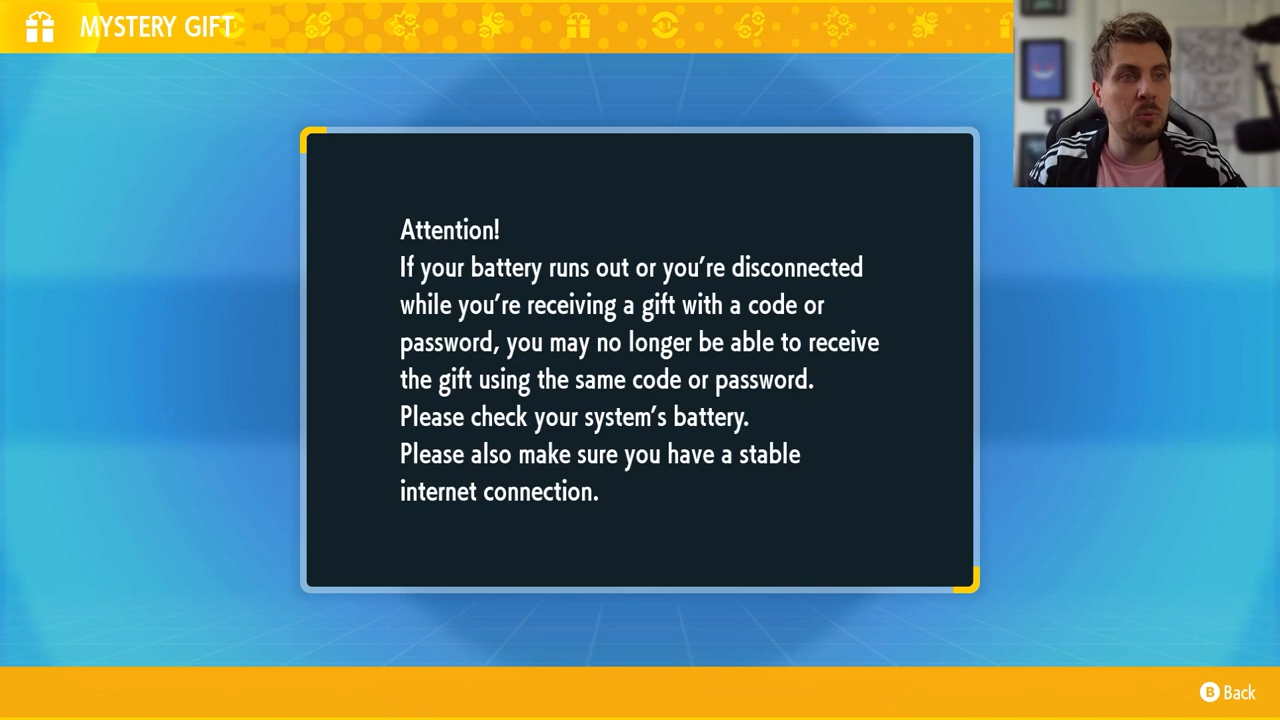 MYSTERY GIFT
Attention!
If your battery runs out or you're disconnected
while you're receiving a gift with a code or
password, you may no longer be able to receive
the gift using the same code or password.
Please check your system's battery.
Please also make sure you have a stable
internet connection.
B Back